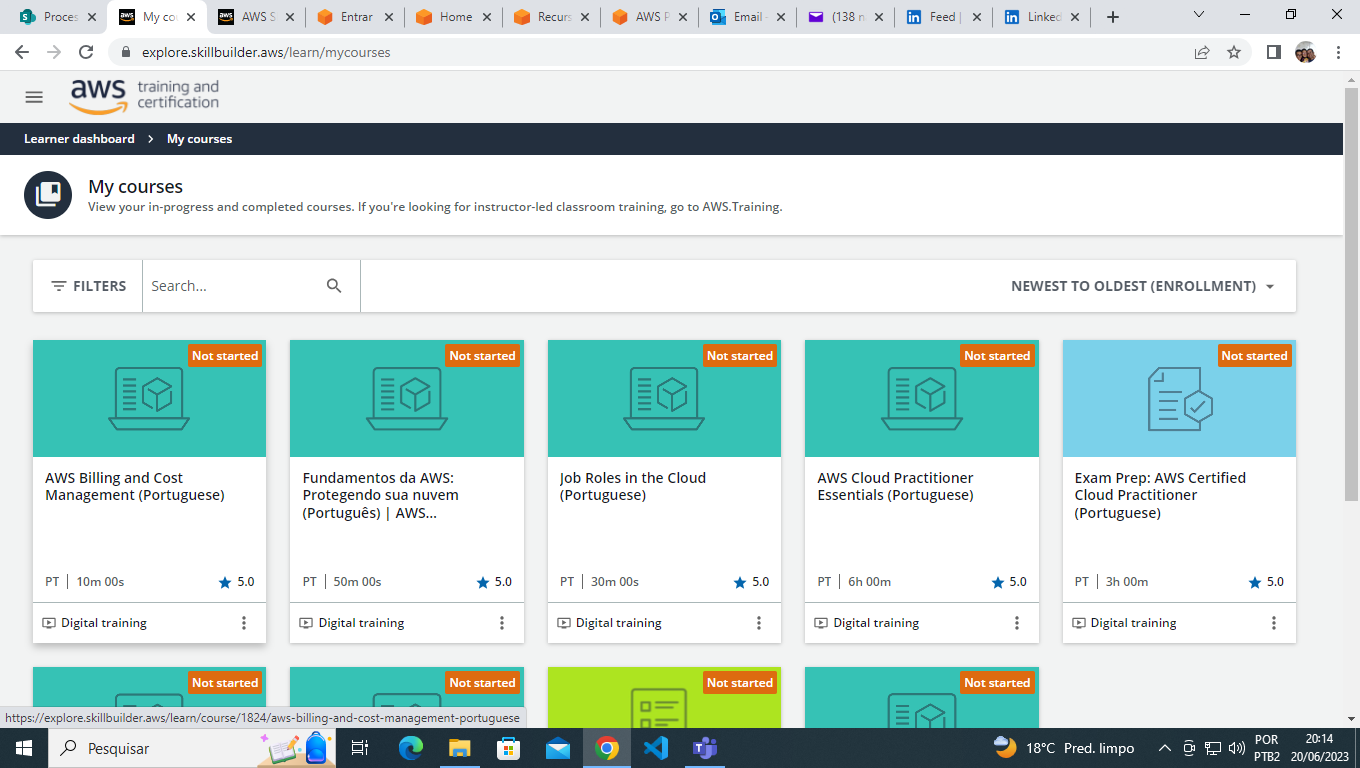 Proces
My co
AWS S
Entrar
Home
Recurs
AWS P
Email -
(138 n
Feed |
Linked
explore.skillbuilder.aws/learn/mycourses
aws training and
certification
Learner dashboard > My courses
My courses
View your in-progress and completed courses. If you're looking for instructor-led classroom training, go to AWS.Training.
FILTERS
Search...
NEWEST TO OLDEST (ENROLLMENT)
Not started
AWS Billing and Cost
Management (Portuguese)
PT | 10m 00s
5.0
Digital training
Not started
Fundamentos da AWS:
Protegendo sua nuvem
(Português) | AWS...
PT | 50m 00s
5.0
Digital training
Not started
Job Roles in the Cloud
(Portuguese)
PT | 30m 00s
5.0
Digital training
Not started
AWS Cloud Practitioner
Essentials (Portuguese)
PT | 6h 00m
5.0
Digital training
Not started
Exam Prep: AWS Certified
Cloud Practitioner
(Portuguese)
PT | 3h 00m
5.0
Digital training
Not started
Not started
Not started
Not started
https://explore.skillbuilder.aws/learn/course/1824/aws-billing-and-cost-management-portuguese
Pesquisar
18°C Pred. limpo
POR
PTB2
20:14
20/06/2023